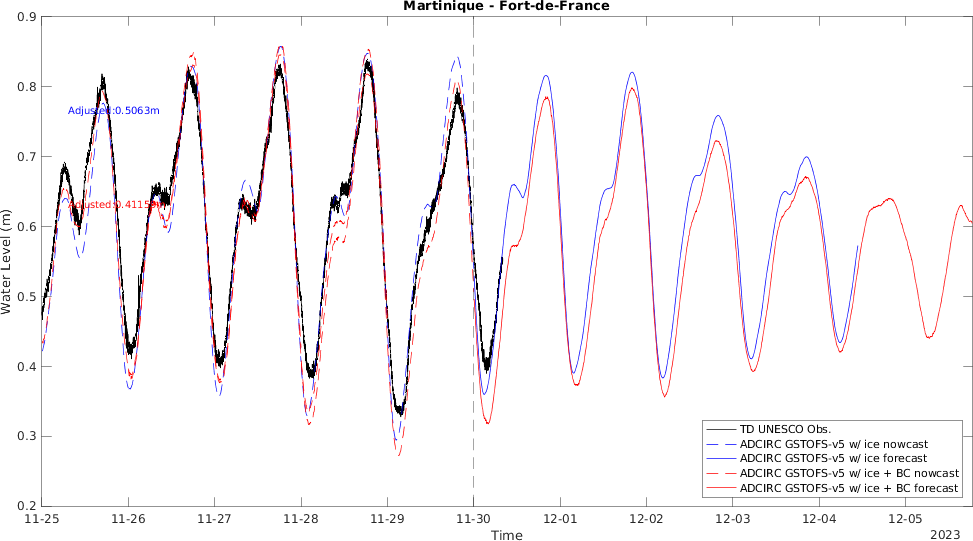 Martinique - Fort-de-France
0.9
0.8
0.7
0.6
0.5
0.4
0.3
0.2
Water Level (m)
Adjusted:0.5063m
11-25
11-26
11-27
11-28
11-29
11-30
12-01
12-02
12-03
12-04
12-05
Time
2023
TD UNESCO Obs.
ADCIRC GSTOFS-v5 w/ ice nowcast
ADCIRC GSTOFS-v5 w/ ice forecast
ADCIRC GSTOFS-v5 w/ ice + BC nowcast
ADCIRC GSTOFS-v5 w/ ice + BC forecast